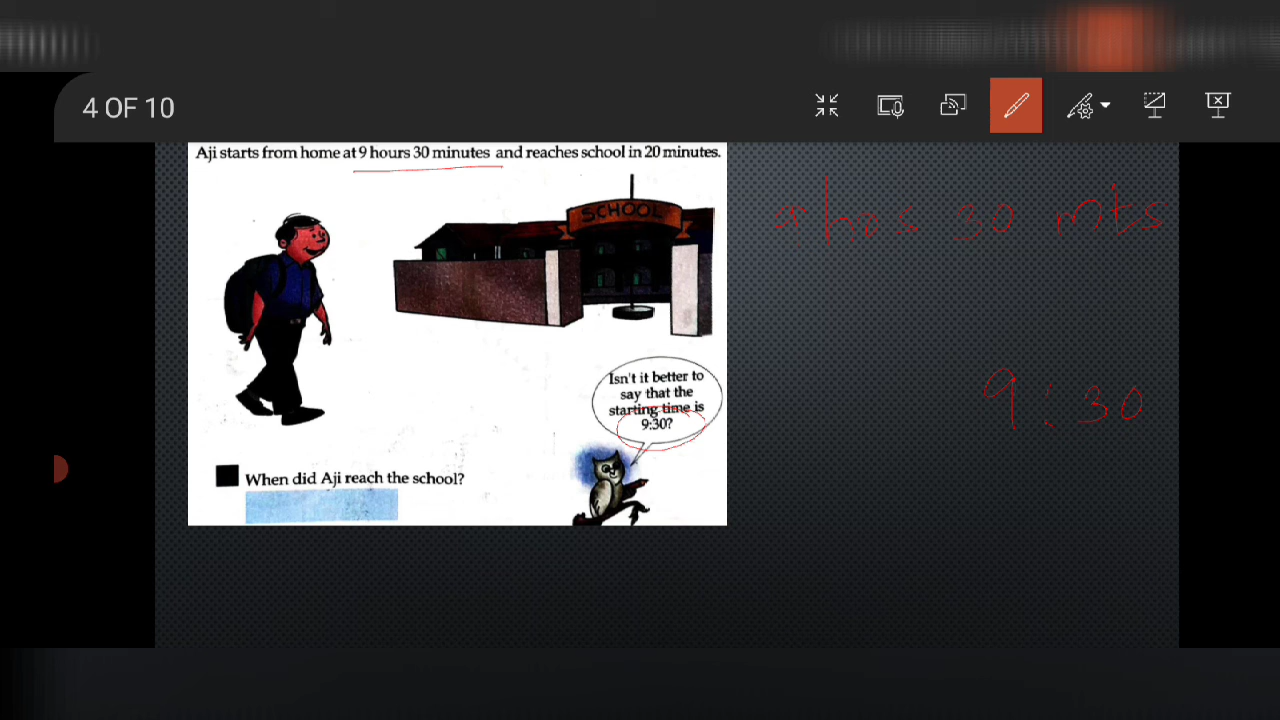 4 OF 10
Aji starts from home at 9 hours 30 minutes and reaches school in 20 minutes.
SCHOOL
9 hos 30 mts
Isn't it better to
say that the
starting time is
9:30?
9:30
When did Aji reach the school?